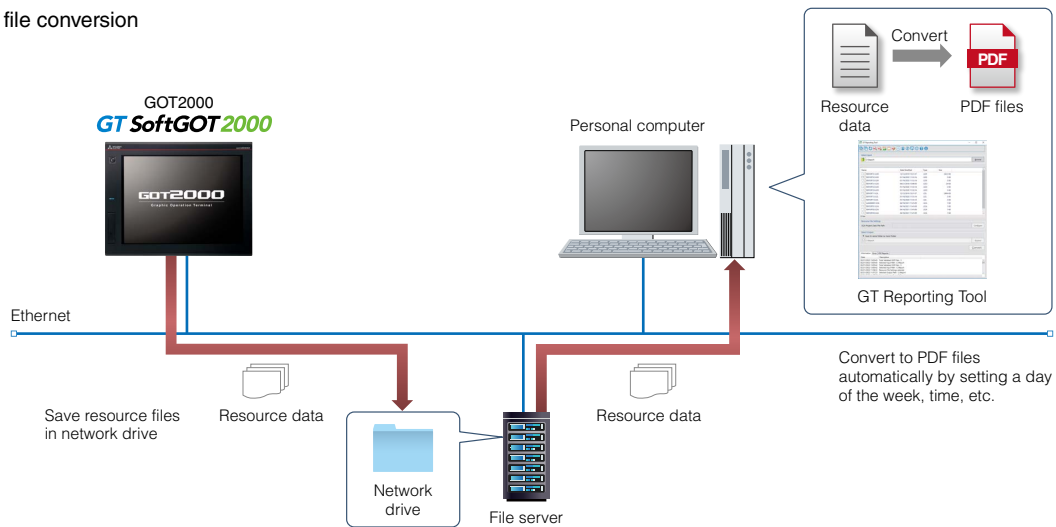 file conversion
GOT2000
GT SoftGOT 2000
GOT2000
Graphic Operation Terminal
Personal computer
Convert
PDF
Resource
data
PDF files
GT Reporting Tool
Ethernet
Save resource files
in network drive
Resource data
Network
drive
File server
Resource data
Convert to PDF files
automatically by setting a day
of the week, time, etc.